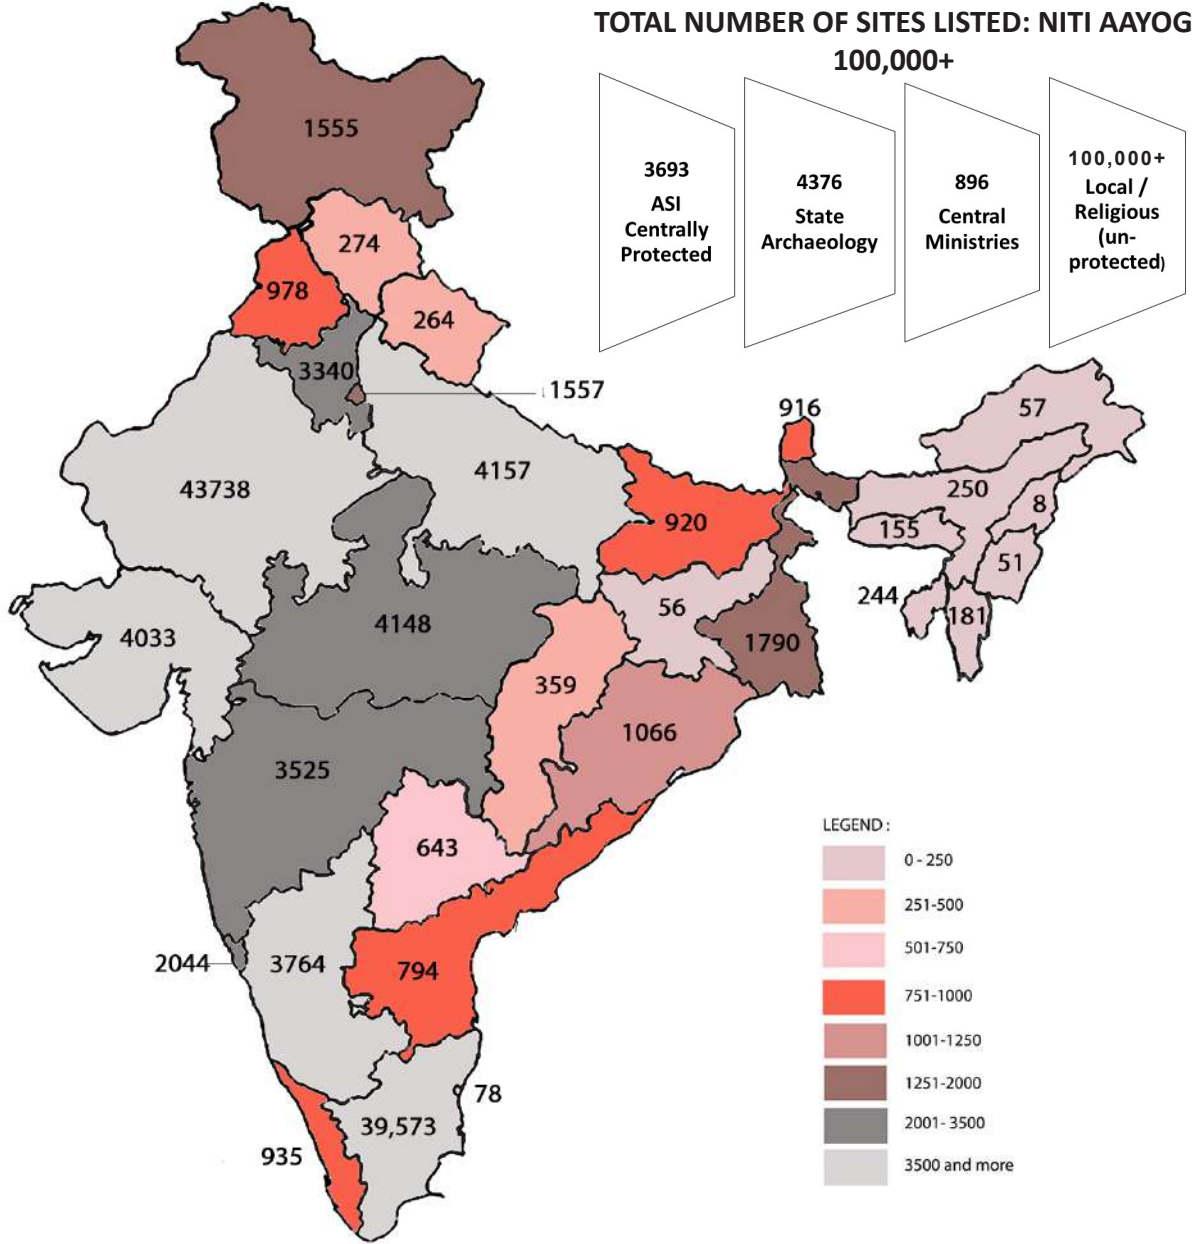 TOTAL NUMBER OF SITES LISTED: NITI AAYOG
100,000+
3693
ASI
Centrally
Protected
4376
State
Archaeology
896
Central
Ministries
100,000+
Local /
Religious
(un-
protected)
1555
274
978
264
3340
1557
916
57
43738
4157
920
250
8
155
51
244
181
4033
4148
56
1790
359
1066
3525
643
2044
3764
794
78
39,573
935
LEGEND :
0 - 250
251-500
501-750
751-1000
1001-1250
1251-2000
2001- 3500
3500 and more